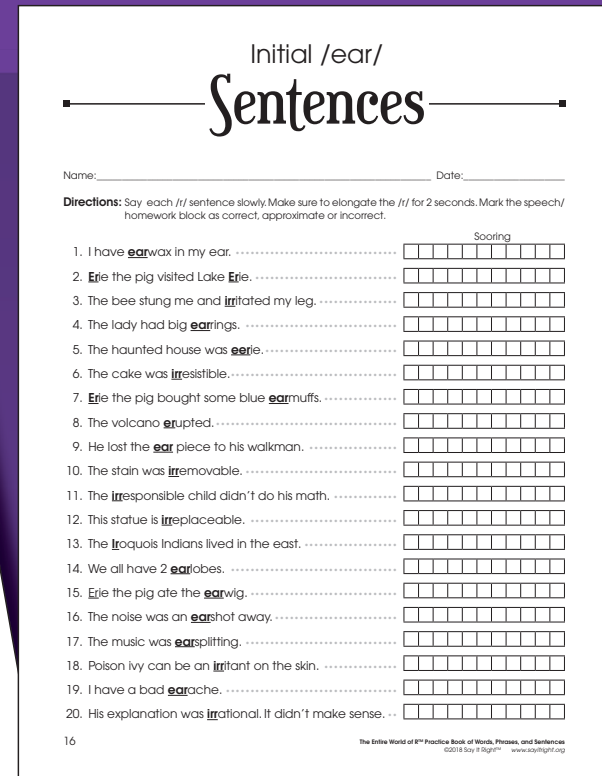 Initial /ear/
Sentences
Name: Date:
Directions: Say each /r/ sentence slowly. Make sure to elongate the /r/ for 2 seconds. Mark the speech/
homework block as correct, approximate or incorrect.
Sooring
1. I have earwax in my ear.
2. Erie the pig visited Lake Erie.
3. The bee stung me and irritated my leg.
4. The lady had big earrings.
5. The haunted house was eerie.
6. The cake was irresistible.
7. Erie the pig bought some blue earmuffs.
8. The volcano erupted.
9. He lost the ear piece to his walkman.
10. The stain was irremovable.
11. The irresponsible child didn't do his math.
12. This statue is irreplaceable.
13. The Iroquois Indians lived in the east.
14. We all have 2 earlobes.
15. Erie the pig ate the earwig.
16. The noise was an earshot away.
17. The music was earsplitting.
18. Poison ivy can be an irritant on the skin.
19. I have a bad earache.
20. His explanation was irrational. It didn't make sense.
16
The Entire World of R™ Practice Book of Words, Phrases, and Sentences
©2018 Say It Right™ www.sayitright.org